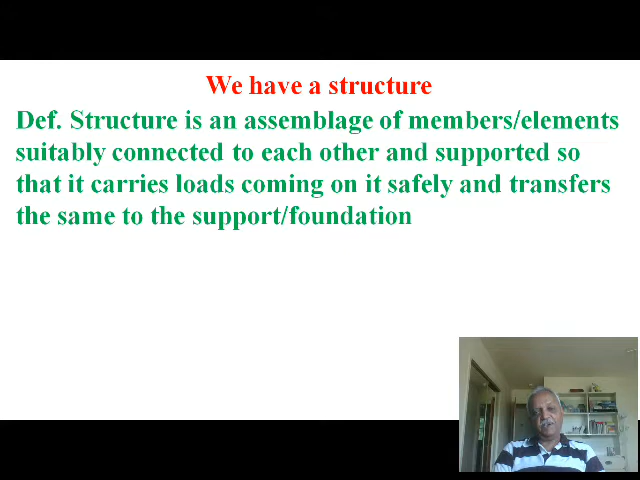 We have a structure
Def. Structure is an assemblage of members/elements
suitably connected to each other and supported so
that it carries loads coming on it safely and transfers
the same to the support/foundation